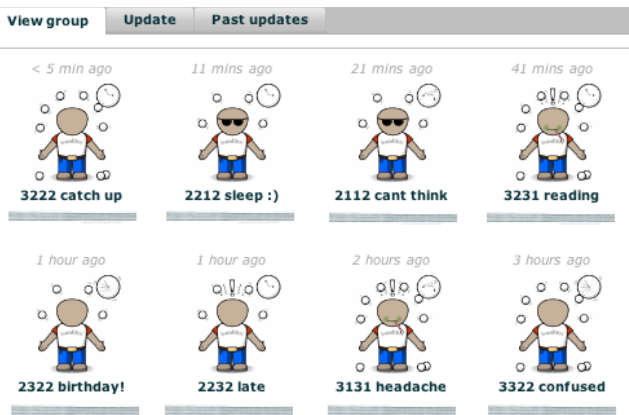 View group Update Past updates
< 5 min ago 11 mins ago 21 mins ago 41 mins ago
3222 catch up 2212 sleep :) 2112 cant think 3231 reading
1 hour ago 1 hour ago 2 hours ago 3 hours ago
2322 birthday! 2232 late 3131 headache 3322 confused